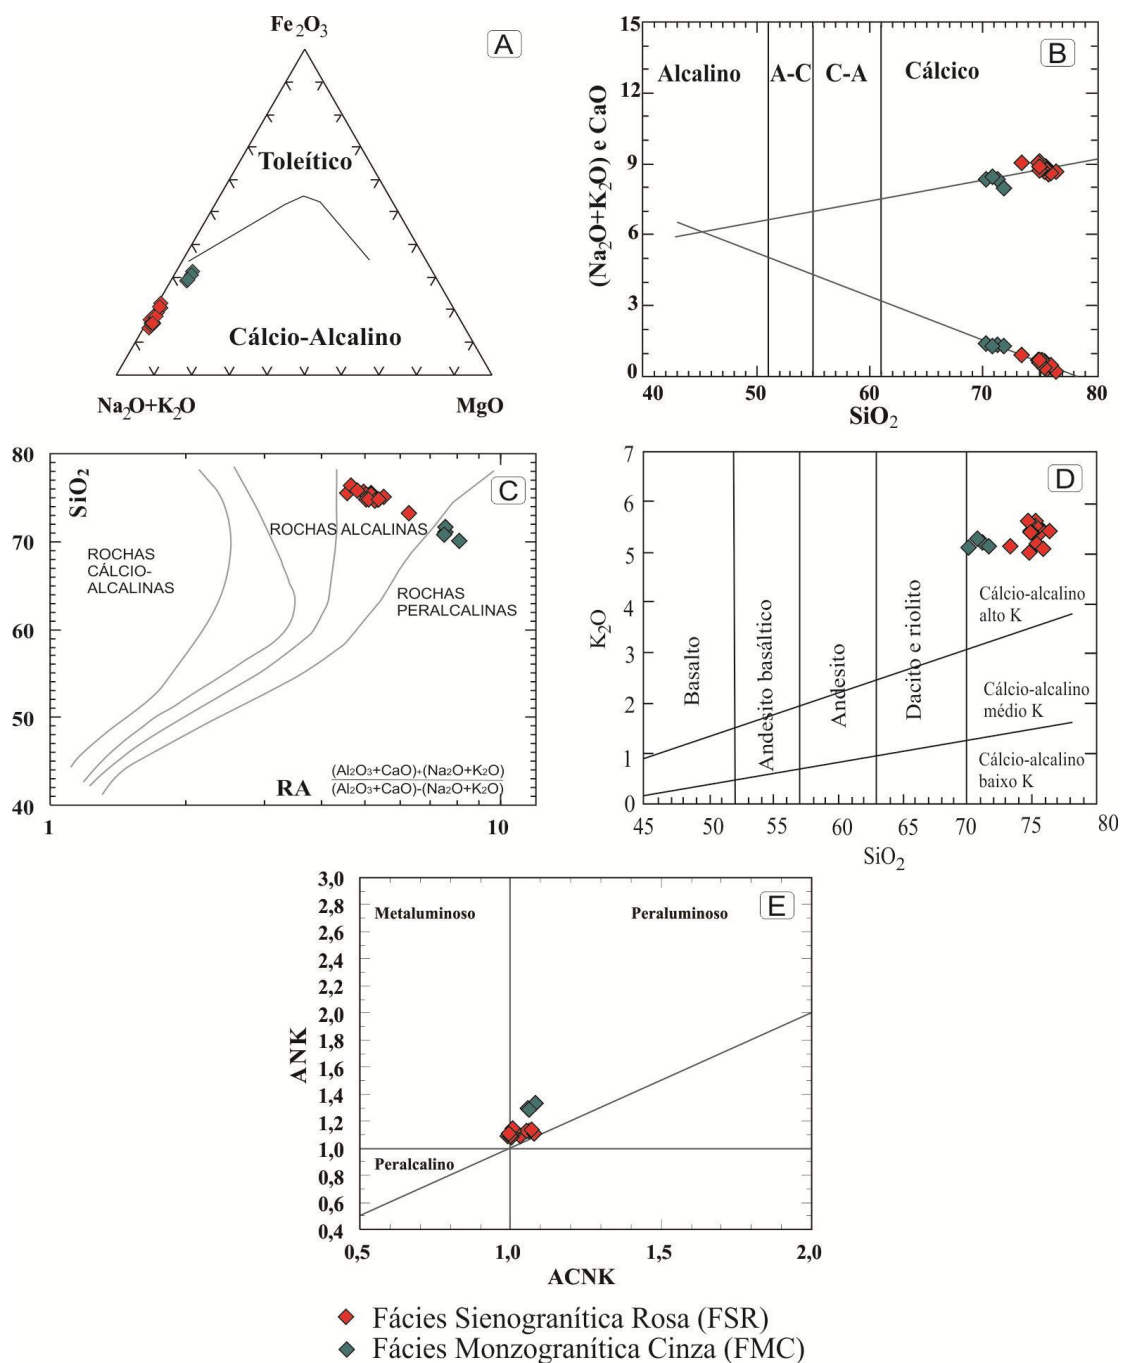 Fe₂O₃
A
Toleítico
Cálcio-Alcalino
Na₂O+K₂O
MgO
(Na₂O+K₂O) e CaO
15
12
9
6
3
0
Alcalino
A-C
C-A
Cálcico
B
40
50
60
70
80
SiO₂
SiO₂
80
70
60
50
40
C
ROCHAS
CÁLCIO-
ALCALINAS
ROCHAS ALCALINAS
ROCHAS
PERALCALINAS
RA
(Al₂O₃+CaO)+(Na₂O+K₂O)
(Al₂O₃+CaO)-(Na₂O+K₂O)
1
10
K₂O
7
6
5
4
3
2
1
0
D
Basalto
Andesito basáltico
Andesito
Dacito e riolito
Cálcio-alcalino
alto K
Cálcio-alcalino
médio K
Cálcio-alcalino
baixo K
45
50
55
60
65
70
75
80
SiO₂
ANK
3,0
2,8
2,6
2,4
2,2
2,0
1,8
1,6
1,4
1,2
1,0
0,8
0,6
0,4
Metaluminoso
Peraluminoso
E
Peralcalino
0,5
1,0
1,5
2,0
ACNK
Fácies Sienogranítica Rosa (FSR)
Fácies Monzogranítica Cinza (FMC)